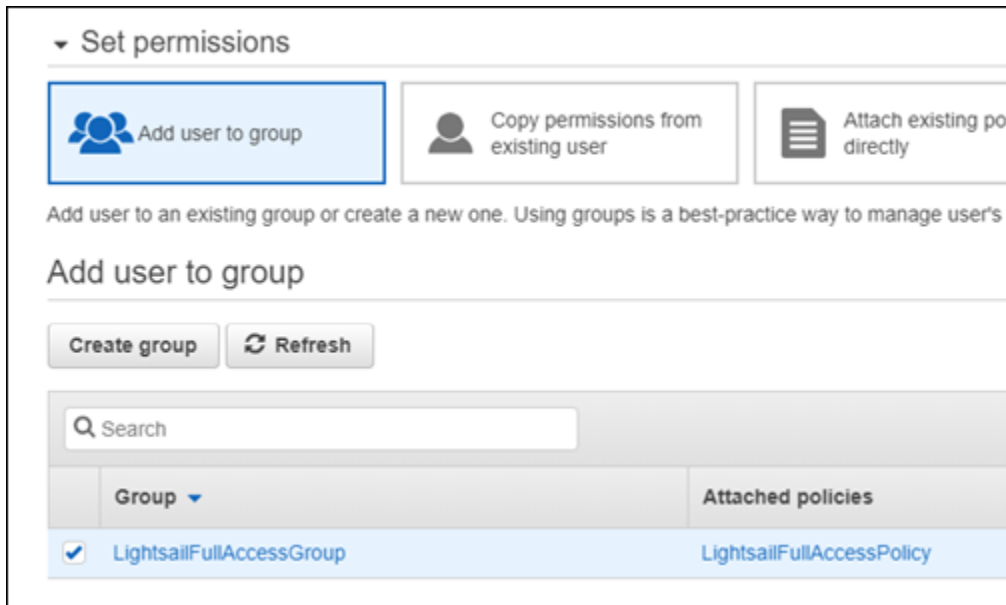 Set permissions
Add user to group
Copy permissions from
existing user
Attach existing po
directly
Add user to an existing group or create a new one. Using groups is a best-practice way to manage user's
Add user to group
Create group
Refresh
Search
Group
Attached policies
LightsailFullAccessGroup
LightsailFullAccessPolicy